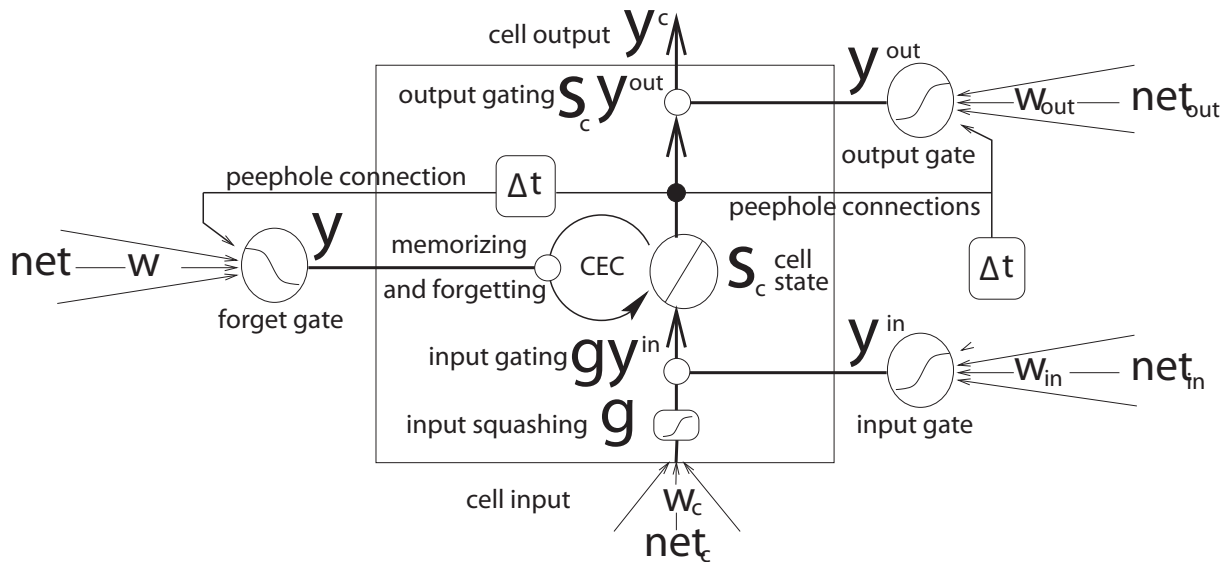 cell output y^c
y^out
output gating s_c y^out
w_out net_out
output gate
peephole connection Δt
peephole connections
y
memorizing
net w CEC s_c cell state Δt
and forgetting
forget gate
y^in
input gating gy^in
w_in net_in
input squashing g
input gate
cell input w_c
net_c